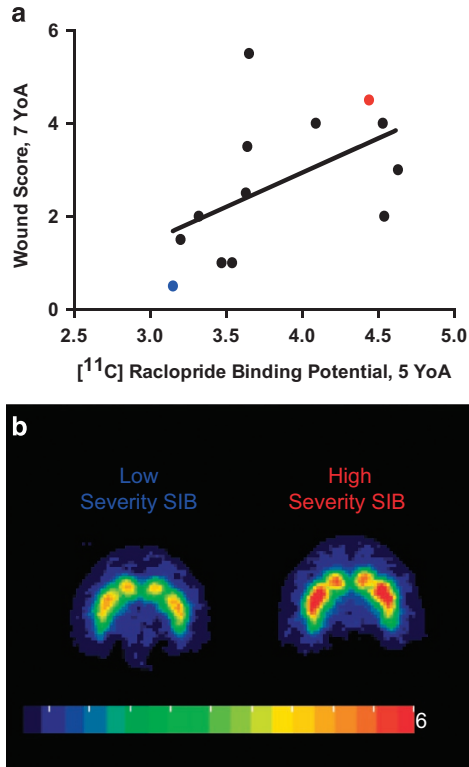 a
6
4
2
0
Wound Score, 7 YoA
2.5 3.0 3.5 4.0 4.5 5.0
[¹¹C] Raclopride Binding Potential, 5 YoA
b
Low
Severity SIB
High
Severity SIB
6